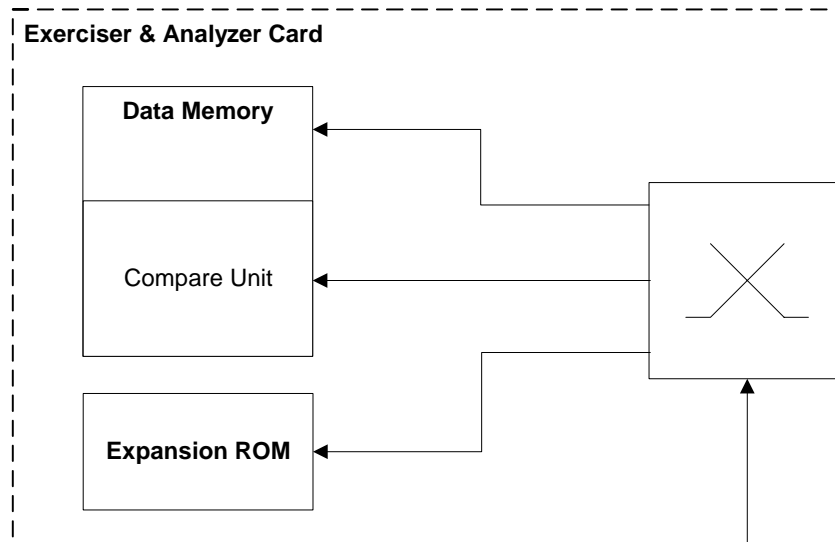 Exerciser & Analyzer Card
Data Memory
Compare Unit
Expansion ROM